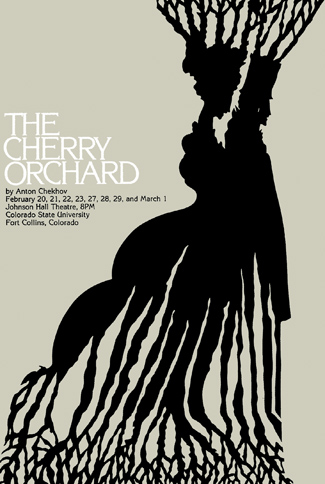 THE
CHERRY
ORCHARD
by Anton Chekhov
February 20, 21, 22, 23, 27, 28, 29, and March 1
Johnson Hall Theatre, 8PM
Colorado State University
Fort Collins, Colorado